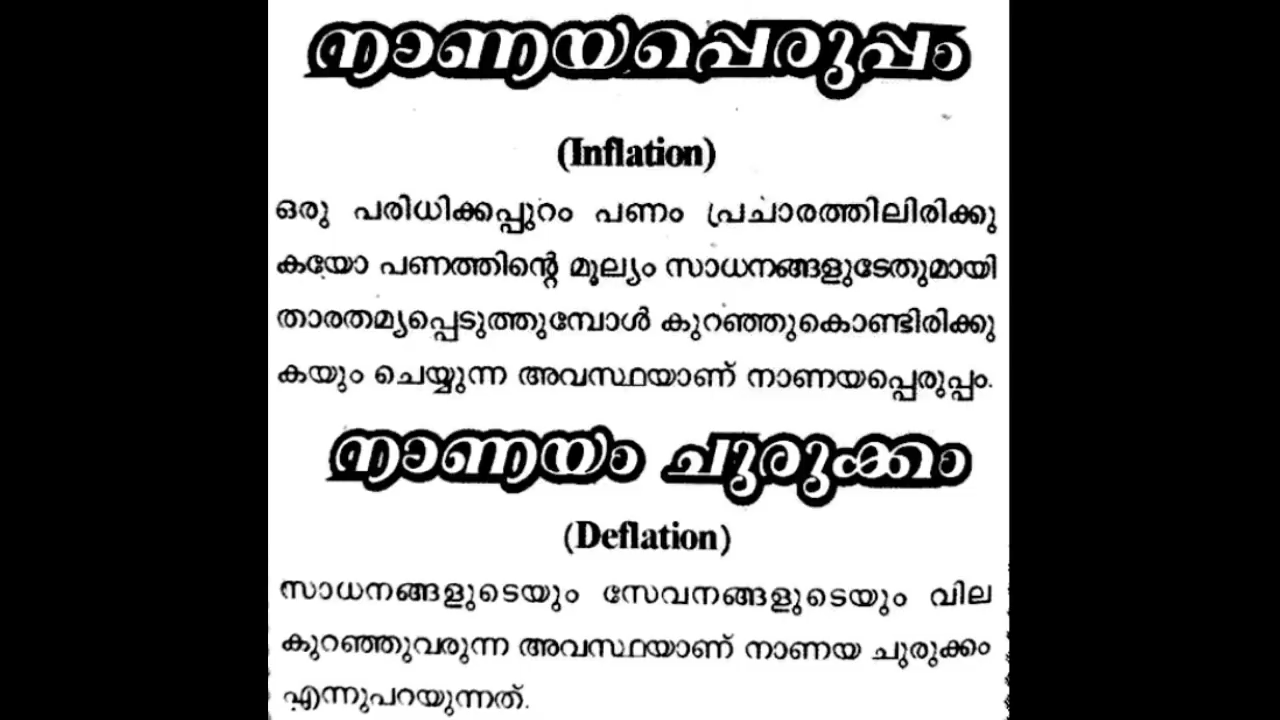 നാണയപ്പെരുപ്പം
(Inflation)
ഒരു പരിധിക്കപ്പുറം പണം പ്രചാരത്തിലിരിക്കു
കയോ പണത്തിന്റെ മൂല്യം സാധനങ്ങളുടേതുമായി
താരതമ്യപ്പെടുത്തുമ്പോൾ കുറഞ്ഞുകൊണ്ടിരിക്കു
കയും ചെയ്യുന്ന അവസ്ഥയാണ് നാണയപ്പെരുപ്പം.
നാണയം ചുരുക്കം
(Deflation)
സാധനങ്ങളുടെയും സേവനങ്ങളുടെയും വില
കുറഞ്ഞുവരുന്ന അവസ്ഥയാണ് നാണയ ചുരുക്കം
എന്നുപറയുന്നത്.